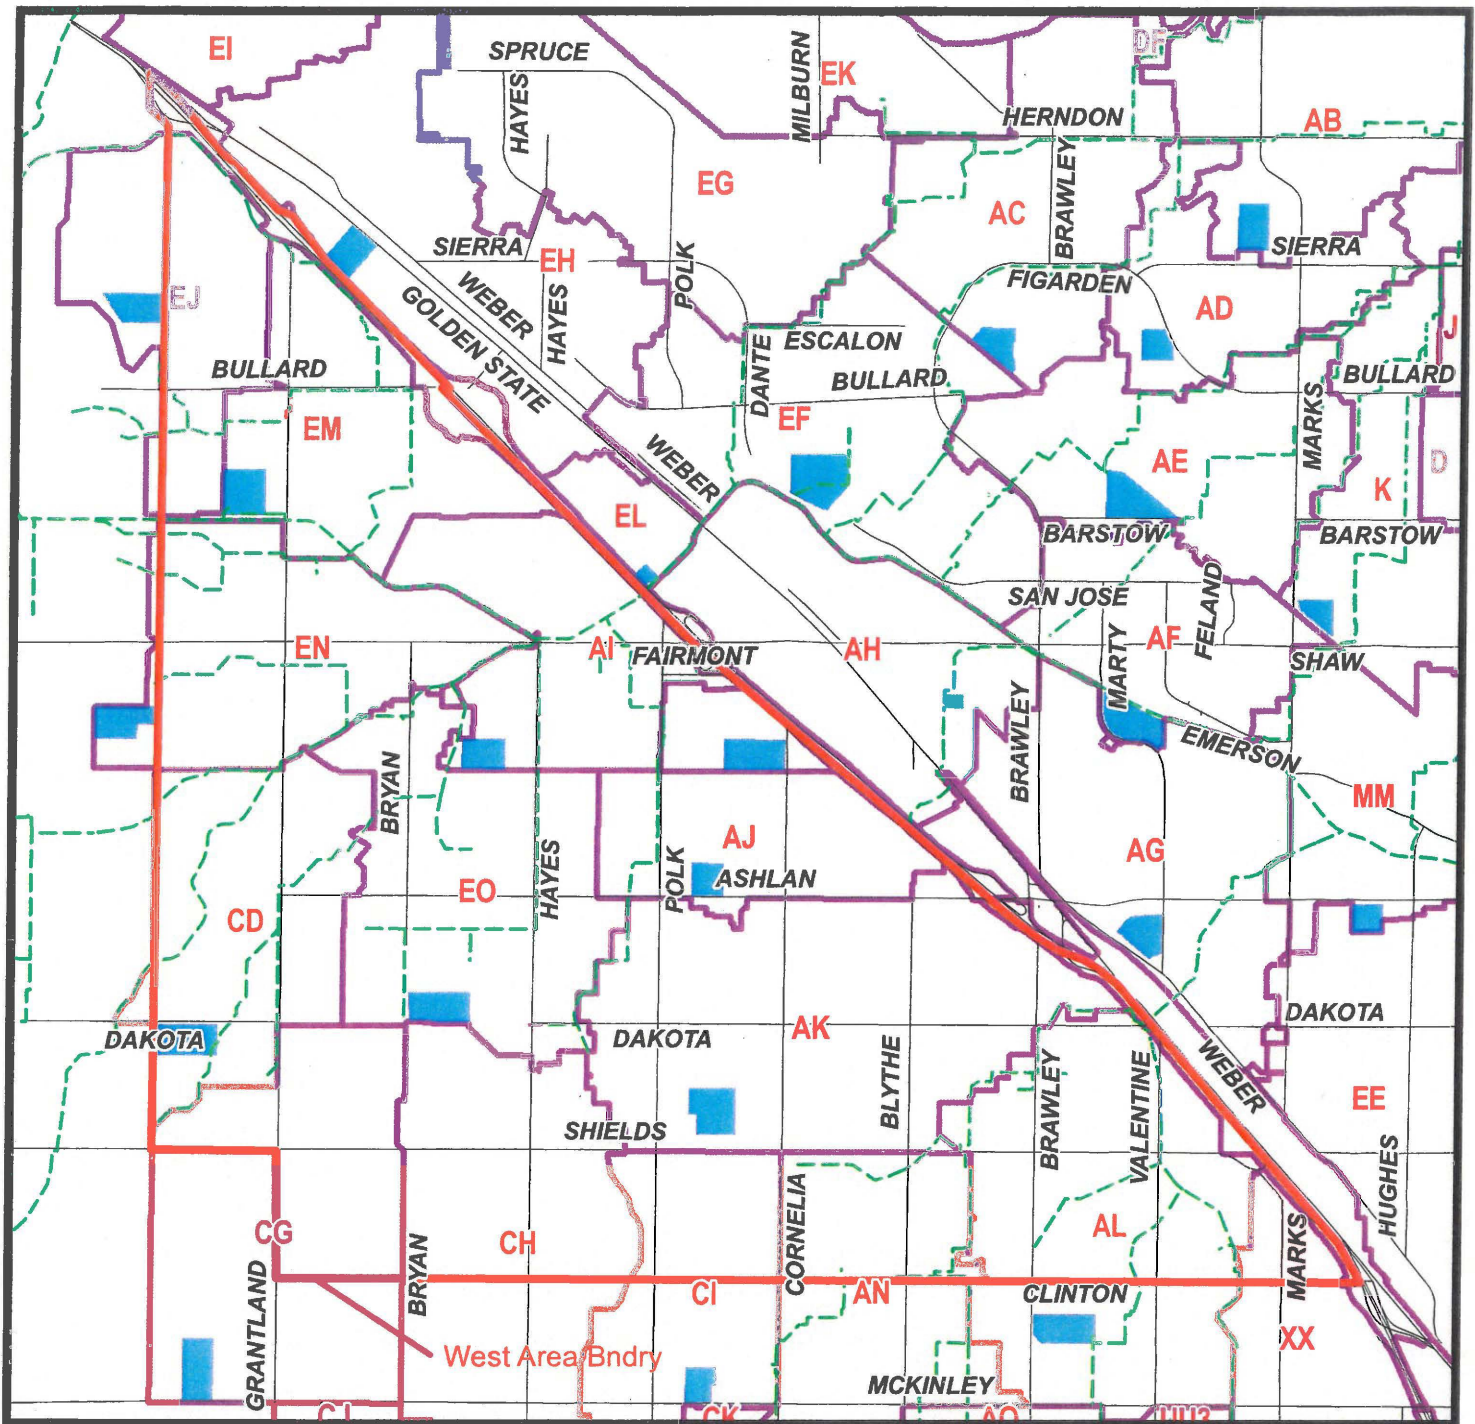 EI
SPRUCE
MILBURN
EK
DF
HAYES
HERNDON
AB
EG
BRAWLEY
AC
SIERRA
EH
POLK
SIERRA
WEBER
FIGARDEN
EJ
GOLDEN STATE
HAYES
AD
J
ESCALON
DANTE
BULLARD
BULLARD
BULLARD
MARKS
EM
EF
WEBER
AE
D
K
EL
BARSTOW
BARSTOW
SAN JOSE
FELAND
EN
AI
FAIRMONT
AH
MARTY
AF
SHAW
BRAWLEY
EMERSON
BRYAN
MM
AJ
AG
HAYES
POLK
ASHLAN
EO
CD
DAKOTA
DAKOTA
AK
DAKOTA
BLYTHE
BRAWLEY
VALENTINE
WEBER
EE
SHIELDS
HUGHES
CORNELIA
CG
CH
AL
MARKS
GRANTLAND
BRYAN
CI
AN
CLINTON
XX
West Area Bndry
MCKINLEY
CK
AO